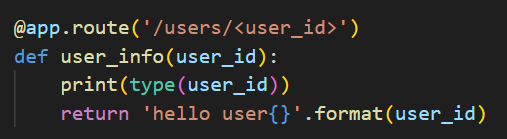 @app.route('/users/<user_id>')
def user_info(user_id):
    print(type(user_id))
    return 'hello user{}'.format(user_id)